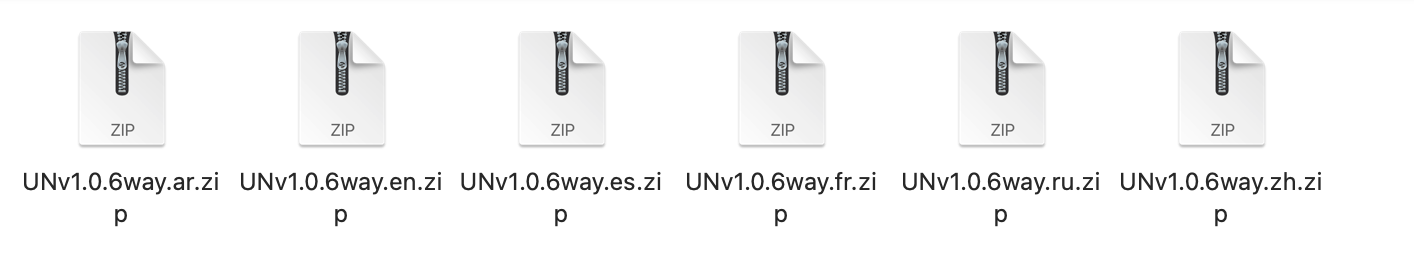 ZIP ZIP ZIP ZIP ZIP ZIP
UNv1.0.6way.ar.zi UNv1.0.6way.en.zi UNv1.0.6way.es.zi UNv1.0.6way.fr.zi UNv1.0.6way.ru.zi UNv1.0.6way.zh.zi
p p p p p p